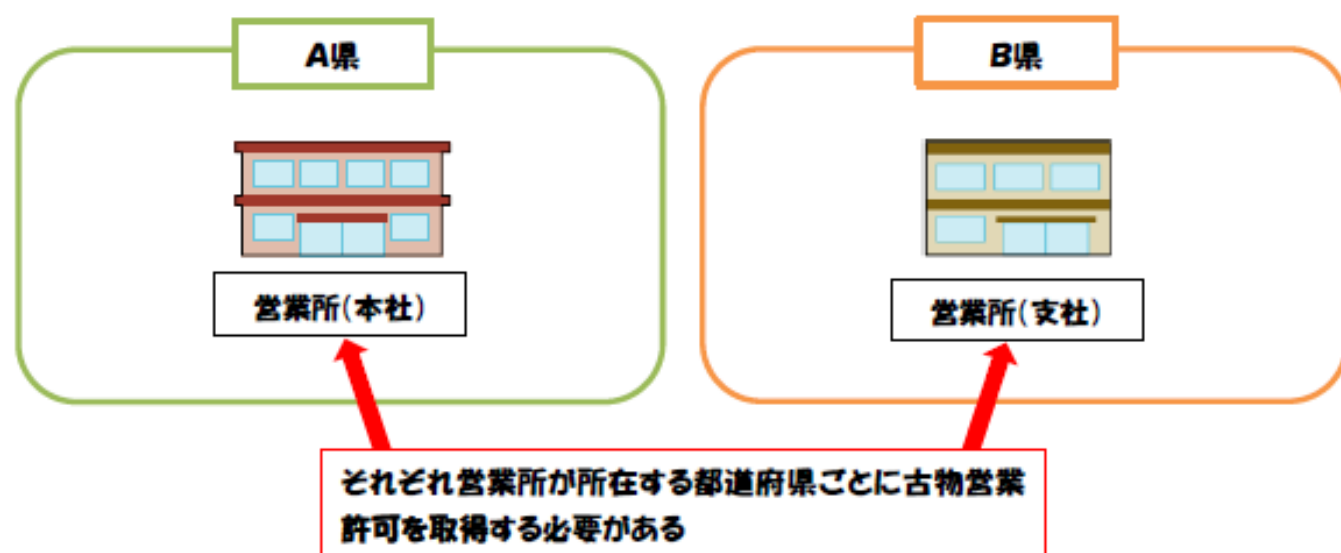 A県
B県
営業所(本社)
営業所(支社)
それぞれ営業所が所在する都道府県ごとに古物営業
許可を取得する必要がある